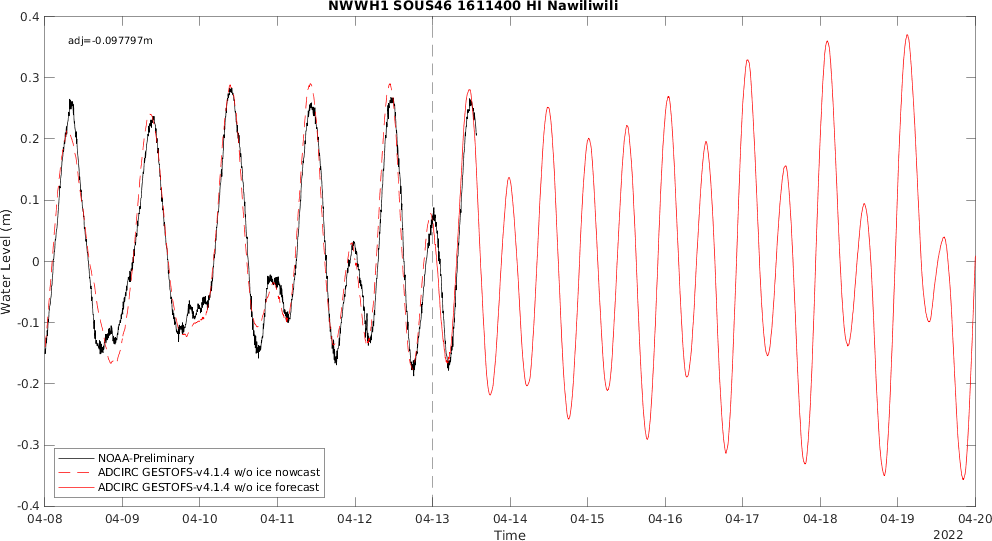 NWWH1 SOUS46 1611400 HI Nawiliwili
adj=-0.097797m
0.4
0.3
0.2
0.1
0
-0.1
-0.2
-0.3
-0.4
Water Level (m)
NOAA-Preliminary
ADCIRC GESTOFS-v4.1.4 w/o ice nowcast
ADCIRC GESTOFS-v4.1.4 w/o ice forecast
04-08 04-09 04-10 04-11 04-12 04-13 04-14 04-15 04-16 04-17 04-18 04-19 04-20
Time
2022